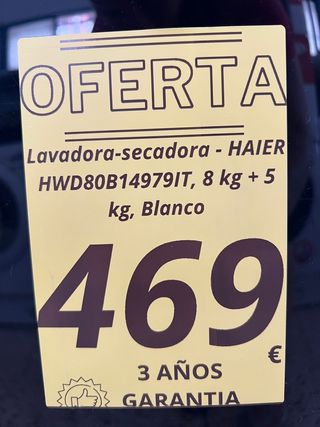 OFERTA
Lavadora-secadora - HAIER
HWD80B14979IT, 8 kg + 5
kg, Blanco
469
€
3 AÑOS
GARANTIA